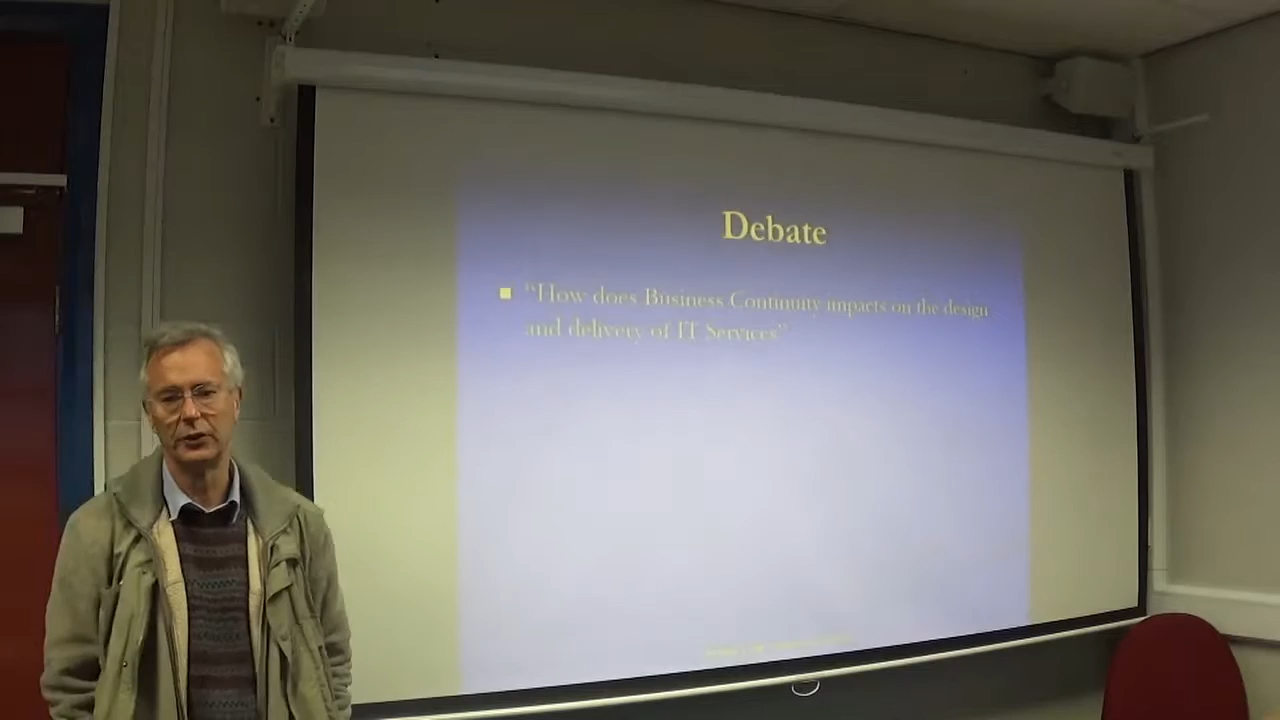 Debate
"How does Business Continuity impacts on the design
and delivery of IT Services"